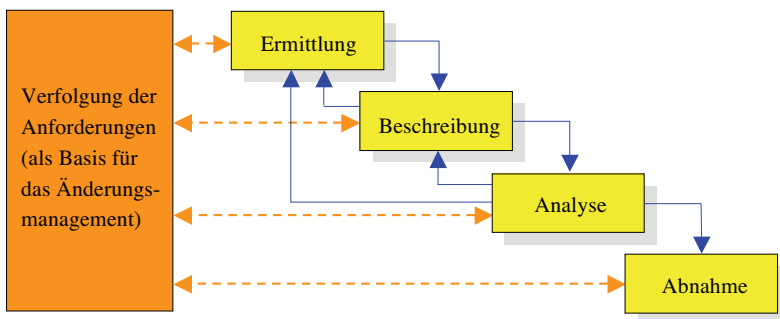 Ermittlung
Verfolgung der
Anforderungen
(als Basis für
das Änderungs-
management)
Beschreibung
Analyse
Abnahme